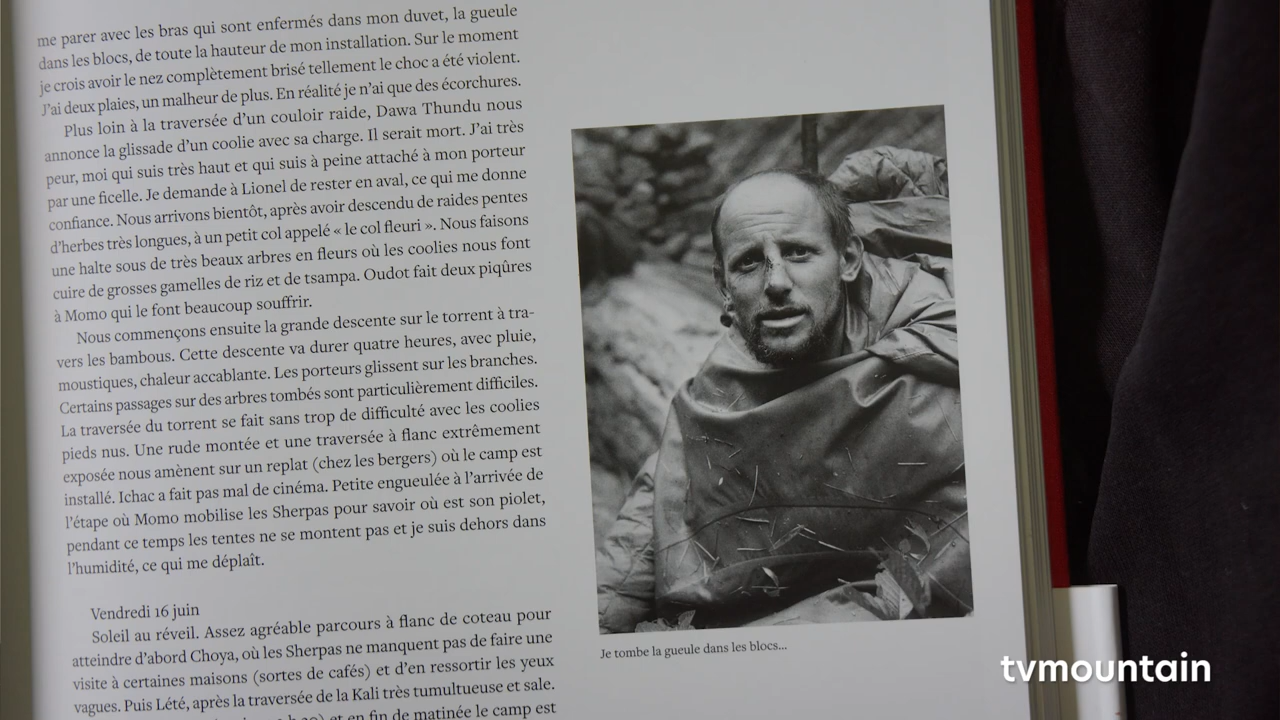 me parer avec les bras qui sont enfermés dans mon duvet, la gueule
dans les blocs, de toute la hauteur de mon installation. Sur le moment
je crois avoir le nez complètement brisé tellement le choc a été violent.
J'ai deux plaies, un malheur de plus. En réalité je n'ai que des écorchures.
Plus loin à la traversée d'un couloir raide, Dawa Thundu nous
annonce la glissade d'un coolie avec sa charge. Il serait mort. J'ai très
peur, moi qui suis très haut et qui suis à peine attaché à mon porteur
par une ficelle. Je demande à Lionel de rester en aval, ce qui me donne
confiance. Nous arrivons bientôt, après avoir descendu de raides pentes
d'herbes très longues, à un petit col appelé « le col fleuri ». Nous faisons
une halte sous de très beaux arbres en fleurs où les coolies nous font
cuire de grosses gamelles de riz et de tsampa. Oudot fait deux piqûres
à Momo qui le font beaucoup souffrir.
Nous commençons ensuite la grande descente sur le torrent à tra-
vers les bambous. Cette descente va durer quatre heures, avec pluie,
moustiques, chaleur accablante. Les porteurs glissent sur les branches.
Certains passages sur des arbres tombés sont particulièrement difficiles.
La traversée du torrent se fait sans trop de difficulté avec les coolies
pieds nus. Une rude montée et une traversée à flanc extrêmement
exposée nous amènent sur un replat (chez les bergers) où le camp est
installé. Ichac a fait pas mal de cinéma. Petite engueulée à l'arrivée de
l'étape où Momo mobilise les Sherpas pour savoir où est son piolet,
pendant ce temps les tentes ne se montent pas et je suis dehors dans
l'humidité, ce qui me déplaît.
Vendredi 16 juin
Soleil au réveil. Assez agréable parcours à flanc de coteau pour
atteindre d'abord Choya, où les Sherpas ne manquent pas de faire une
visite à certaines maisons (sortes de cafés) et d'en ressortir les yeux
vagues. Puis Lété, après la traversée de la Kali très tumultueuse et sale.
et en fin de matinée le camp est
Je tombe la gueule dans les blocs...
tvmountain